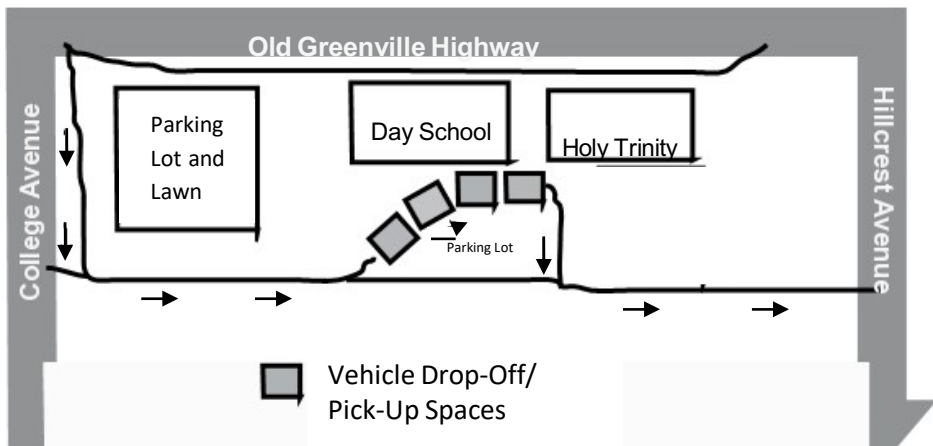 Old Greenville Highway
College Avenue
Hillcrest Avenue
Parking
Lot and
Lawn
Day School
Holy Trinity
Parking Lot
Vehicle Drop-Off/
Pick-Up Spaces